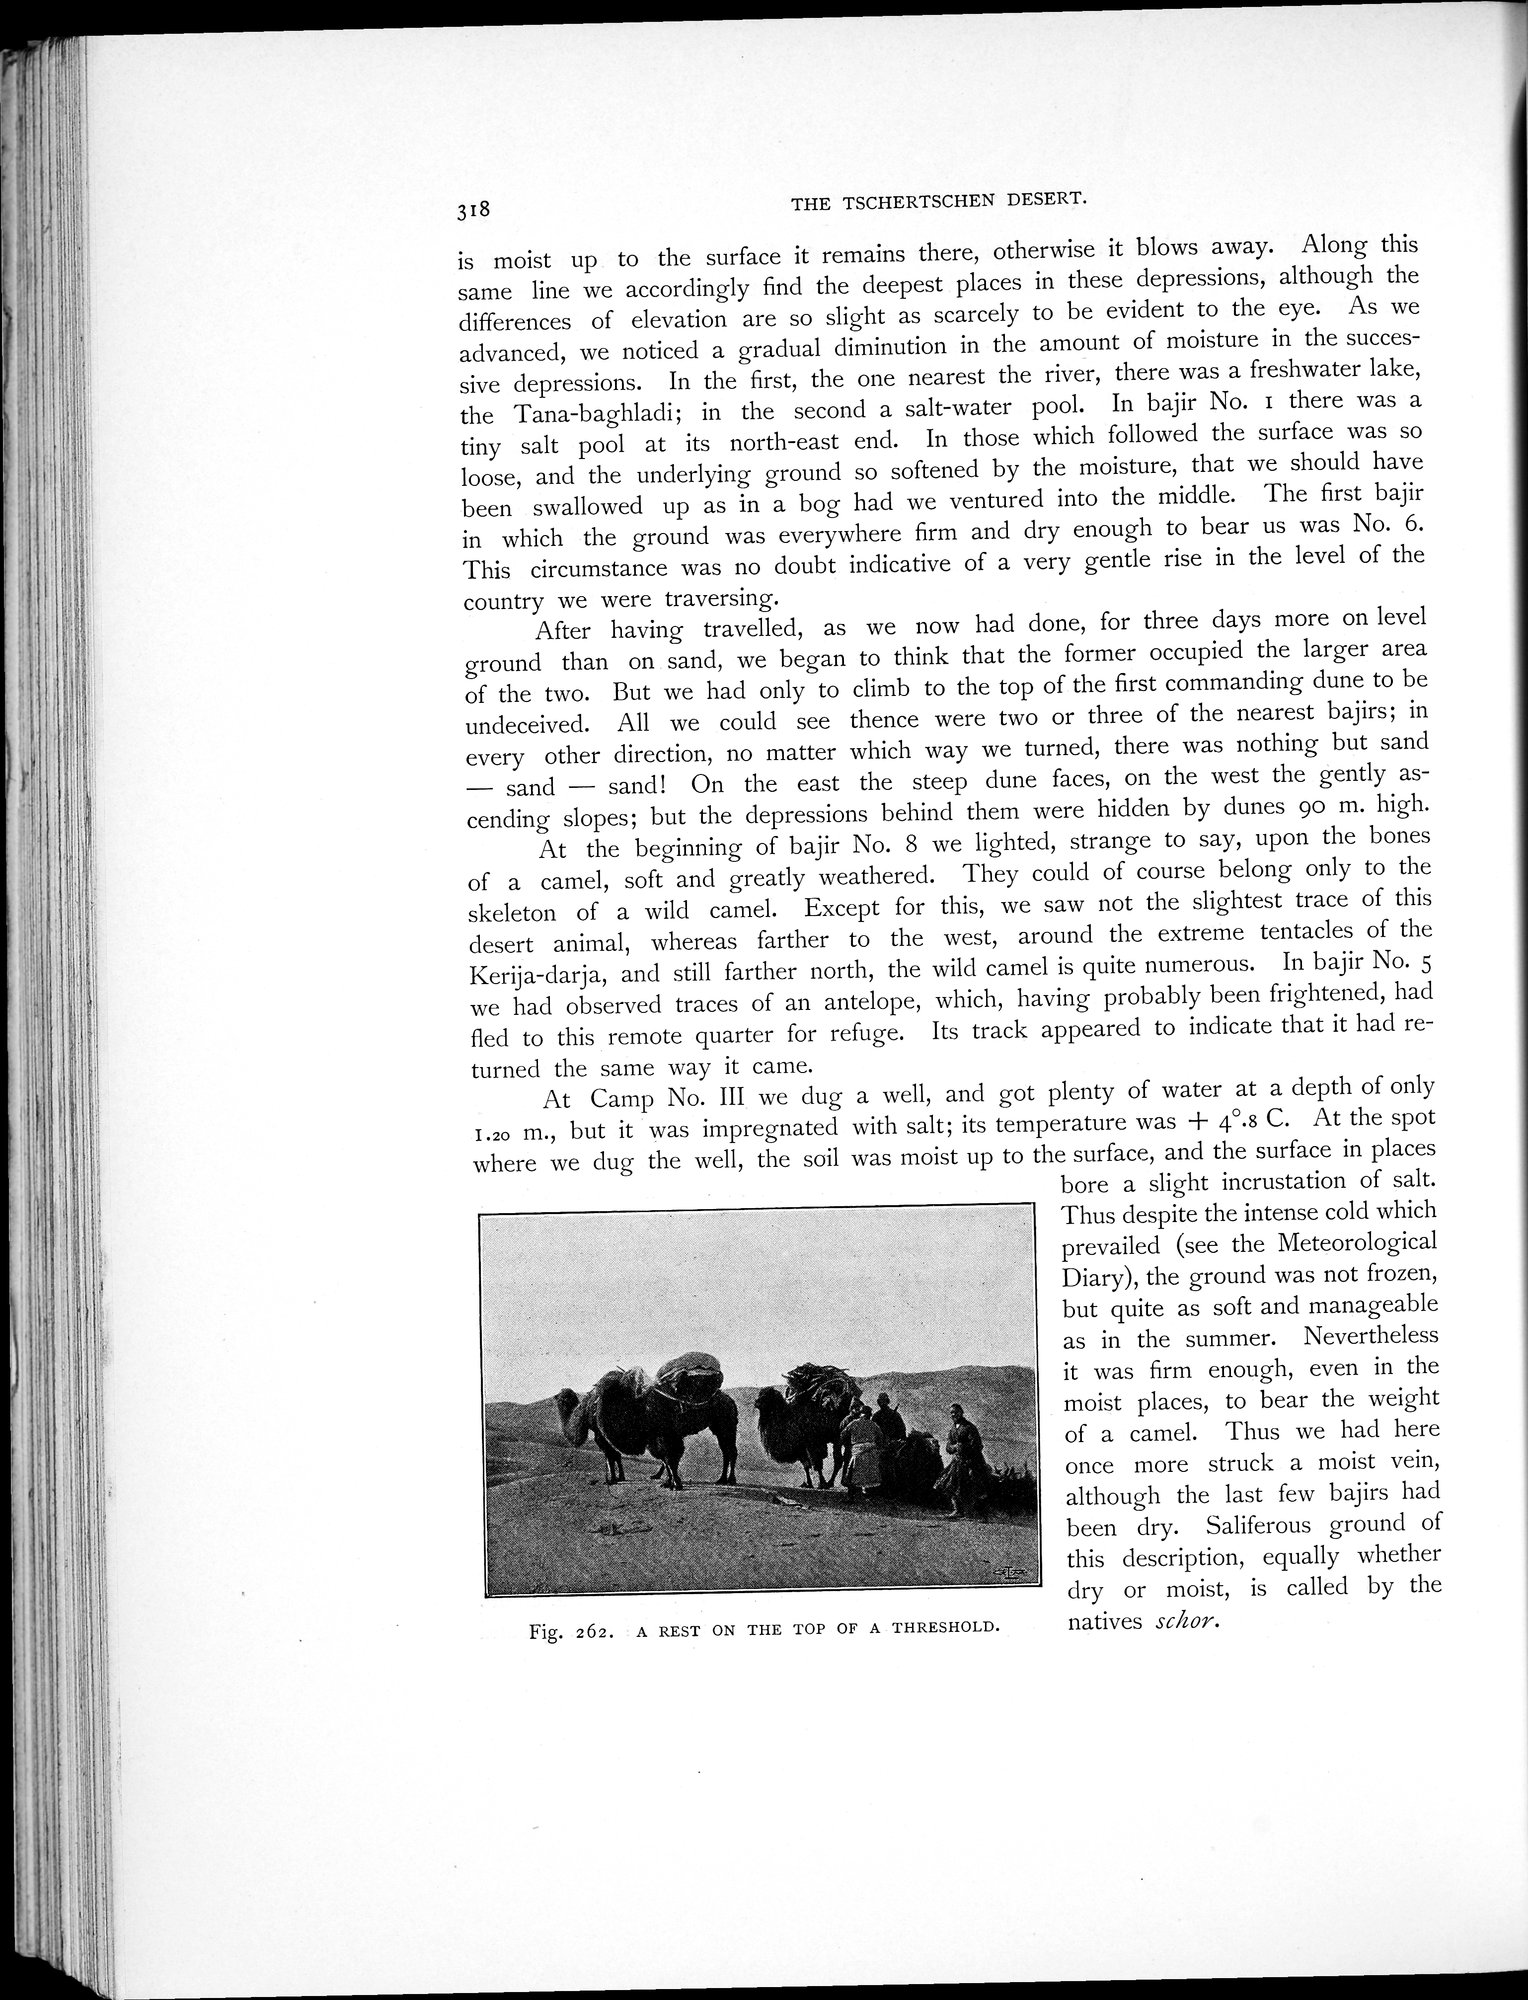 318
THE TSCHERTSCHEN DESERT.
is moist up to the surface it remains there, otherwise it blows away. Along this
same line we accordingly find the deepest places in these depressions, although the
differences of elevation are so slight as scarcely to be evident to the eye. As we
advanced, we noticed a gradual diminution in the amount of moisture in the succes-
sive depressions. In the first, the one nearest the river, there was a freshwater lake,
the Tana-baghladi; in the second a salt-water pool. In bajir No. 1 there was a
tiny salt pool at its north-east end. In those which followed the surface was so
loose, and the underlying ground so softened by the moisture, that we should have
been swallowed up as in a bog had we ventured into the middle. The first bajir
in which the ground was everywhere firm and dry enough to bear us was No. 6.
This circumstance was no doubt indicative of a very gentle rise in the level of the
country we were traversing.
After having travelled, as we now had done, for three days more on level
ground than on sand, we began to think that the former occupied the larger area
of the two. But we had only to climb to the top of the first commanding dune to be
undeceived. All we could see thence were two or three of the nearest bajirs; in
every other direction, no matter which way we turned, there was nothing but sand
— sand — sand! On the east the steep dune faces, on the west the gently as-
cending slopes; but the depressions behind them were hidden by dunes 90 m. high.
At the beginning of bajir No. 8 we lighted, strange to say, upon the bones
of a camel, soft and greatly weathered. They could of course belong only to the
skeleton of a wild camel. Except for this, we saw not the slightest trace of this
desert animal, whereas farther to the west, around the extreme tentacles of the
Kerija-darja, and still farther north, the wild camel is quite numerous. In bajir No. 5
we had observed traces of an antelope, which, having probably been frightened, had
fled to this remote quarter for refuge. Its track appeared to indicate that it had re-
turned the same way it came.
At Camp No. III we dug a well, and got plenty of water at a depth of only
1.20 m., but it was impregnated with salt; its temperature was + 4°.8 C. At the spot
where we dug the well, the soil was moist up to the surface, and the surface in places
bore a slight incrustation of salt.
Thus despite the intense cold which
prevailed (see the Meteorological
Diary), the ground was not frozen,
but quite as soft and manageable
as in the summer. Nevertheless
it was firm enough, even in the
moist places, to bear the weight
of a camel. Thus we had here
once more struck a moist vein,
although the last few bajirs had
been dry. Saliferous ground of
this description, equally whether
dry or moist, is called by the
natives schor.
Fig. 262. A REST ON THE TOP OF A THRESHOLD.